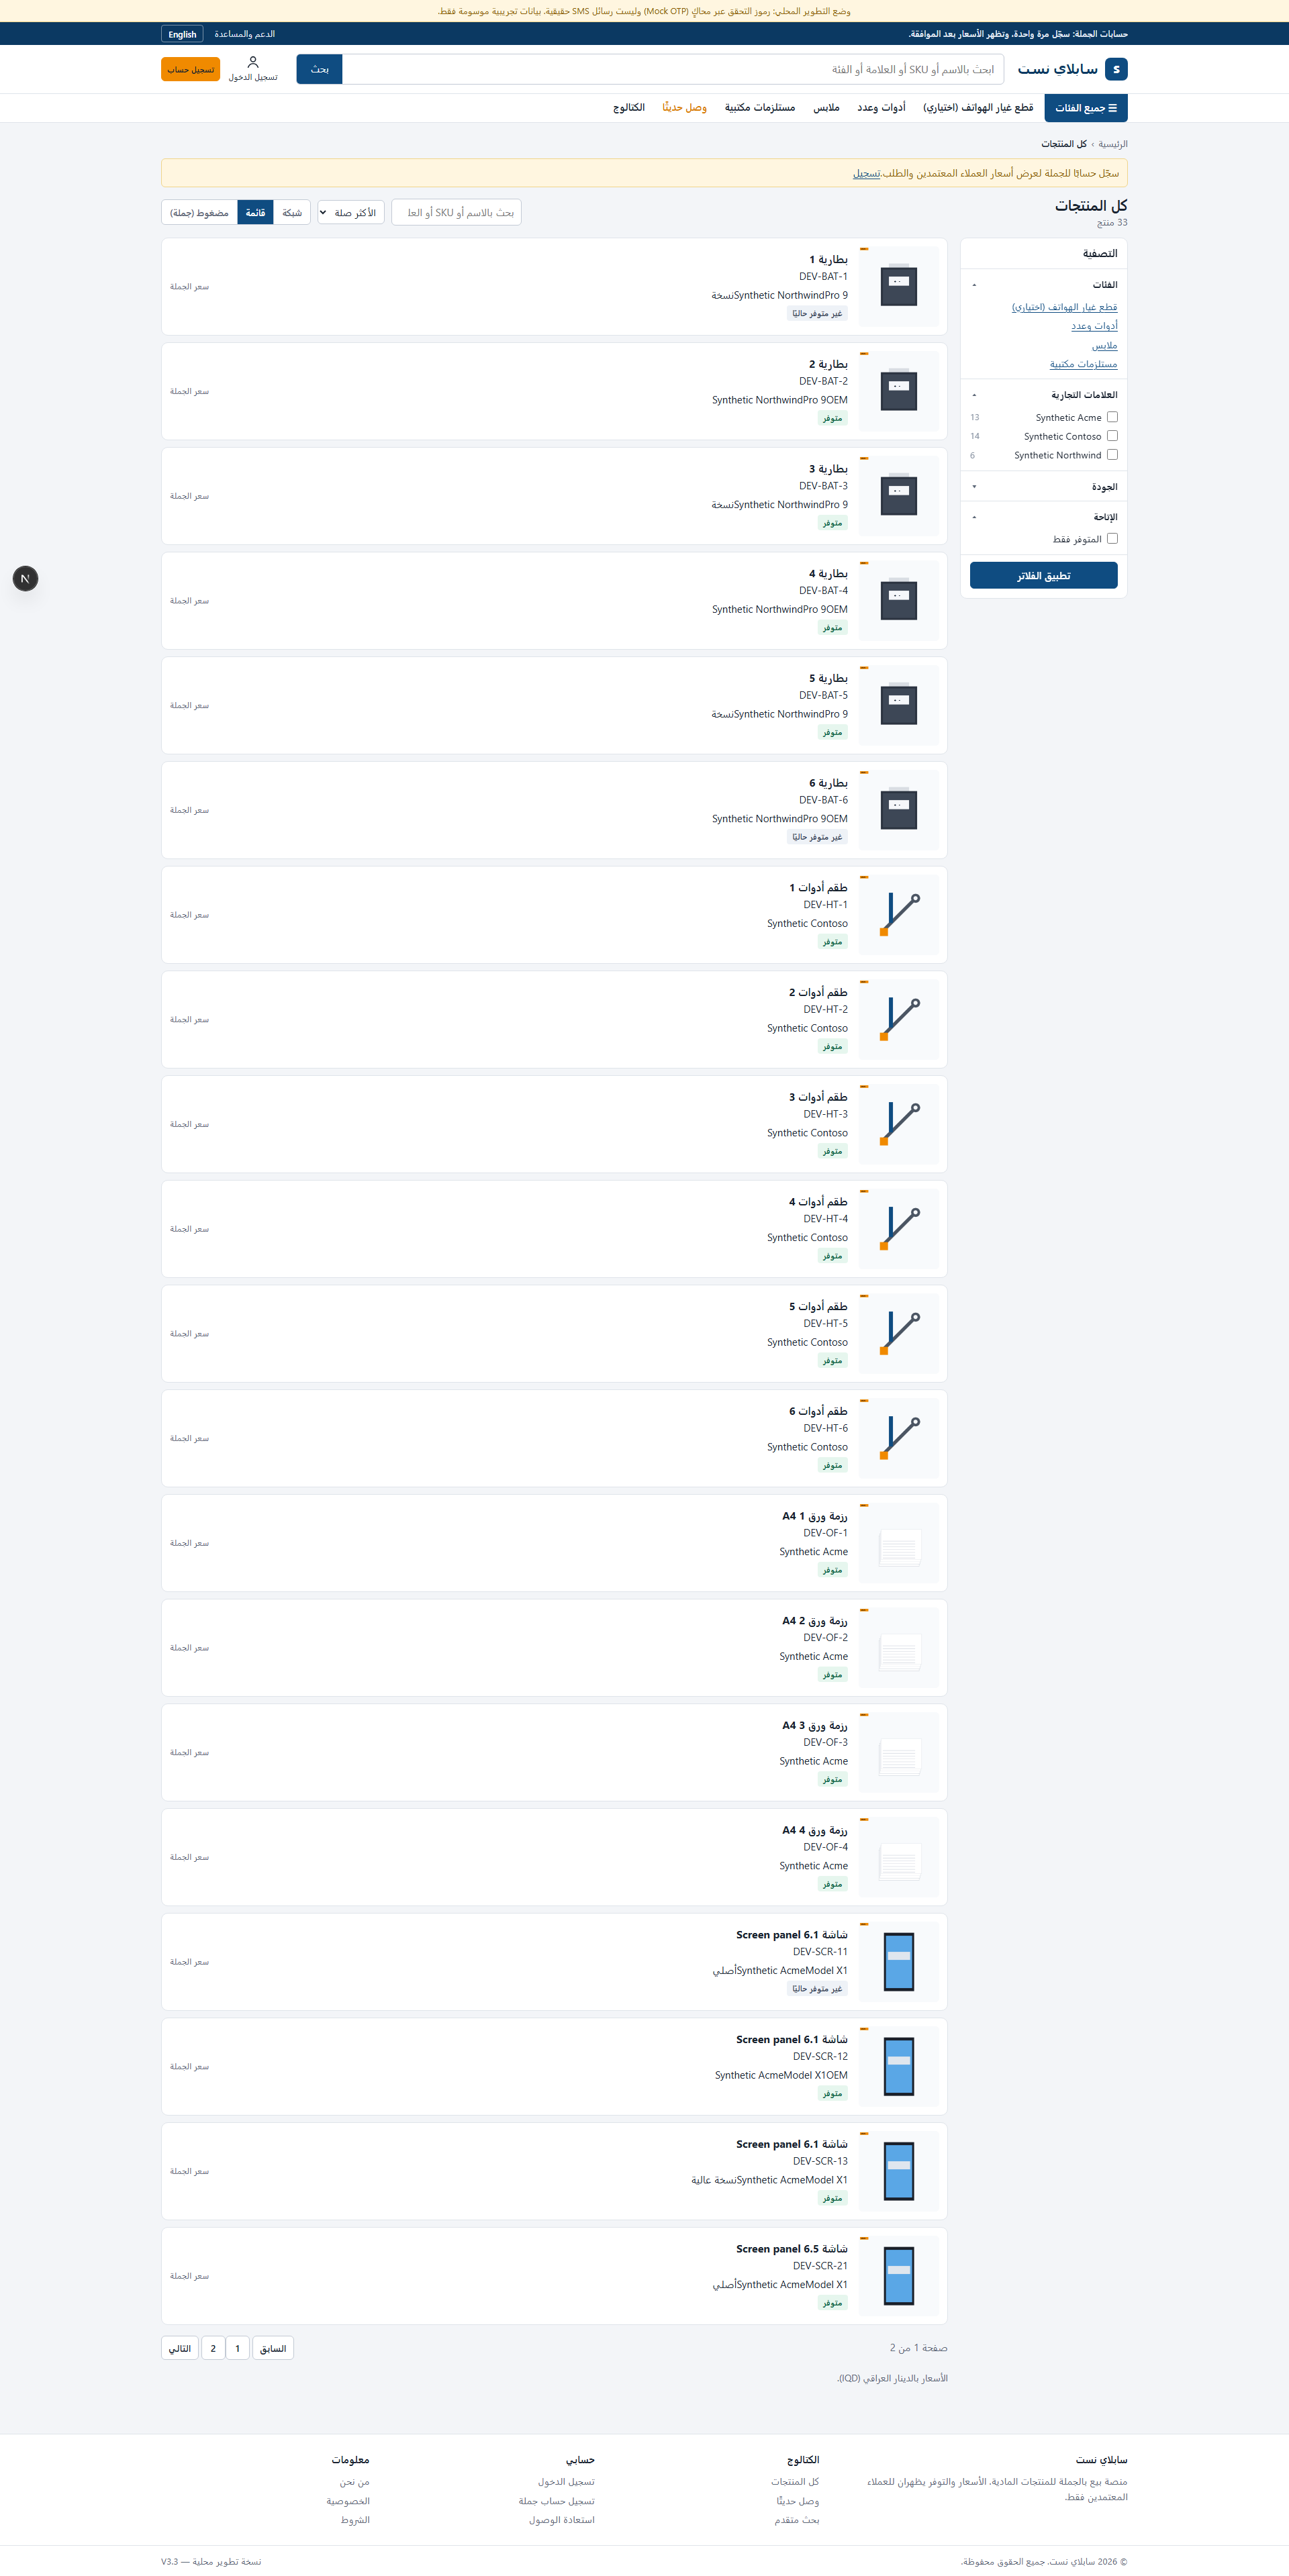 وضع التطوير المحلي: رموز التحقق عبر محاكٍ (Mock OTP) وليست رسائل SMS حقيقية. بيانات تجريبية موسومة فقط.
حسابات الجملة: سجّل مرة واحدة، وتظهر الأسعار بعد الموافقة.
الدعم والمساعدة
English
S
سابلاي نست
ابحث بالاسم أو SKU أو العلامة أو الفئة
بحث
تسجيل الدخول
تسجيل حساب
☰ جميع الفئات
قطع غيار الهواتف (اختياري)
أدوات وعدد
ملابس
مستلزمات مكتبية
وصل حديثًا
الكتالوج
الرئيسية › كل المنتجات
سجّل حسابًا للجملة لعرض أسعار العملاء المعتمدين والطلب.تسجيل
كل المنتجات
33 منتج
بحث بالاسم أو SKU أو العلا
الأكثر صلة
شبكة
قائمة
مضغوط (جملة)
التصفية
الفئات
قطع غيار الهواتف (اختياري)
أدوات وعدد
ملابس
مستلزمات مكتبية
العلامات التجارية
Synthetic Acme 13
Synthetic Contoso 14
Synthetic Northwind 6
الجودة
الإتاحة
المتوفر فقط
تطبيق الفلاتر
بطارية 1
DEV-BAT-1
Synthetic NorthwindPro 9نسخة
غير متوفر حاليًا
سعر الجملة
بطارية 2
DEV-BAT-2
Synthetic NorthwindPro 9OEM
متوفر
سعر الجملة
بطارية 3
DEV-BAT-3
Synthetic NorthwindPro 9نسخة
متوفر
سعر الجملة
بطارية 4
DEV-BAT-4
Synthetic NorthwindPro 9OEM
متوفر
سعر الجملة
بطارية 5
DEV-BAT-5
Synthetic NorthwindPro 9نسخة
متوفر
سعر الجملة
بطارية 6
DEV-BAT-6
Synthetic NorthwindPro 9OEM
غير متوفر حاليًا
سعر الجملة
طقم أدوات 1
DEV-HT-1
Synthetic Contoso
متوفر
سعر الجملة
طقم أدوات 2
DEV-HT-2
Synthetic Contoso
متوفر
سعر الجملة
طقم أدوات 3
DEV-HT-3
Synthetic Contoso
متوفر
سعر الجملة
طقم أدوات 4
DEV-HT-4
Synthetic Contoso
متوفر
سعر الجملة
طقم أدوات 5
DEV-HT-5
Synthetic Contoso
متوفر
سعر الجملة
طقم أدوات 6
DEV-HT-6
Synthetic Contoso
متوفر
سعر الجملة
رزمة ورق A4 1
DEV-OF-1
Synthetic Acme
متوفر
سعر الجملة
رزمة ورق A4 2
DEV-OF-2
Synthetic Acme
متوفر
سعر الجملة
رزمة ورق A4 3
DEV-OF-3
Synthetic Acme
متوفر
سعر الجملة
رزمة ورق A4 4
DEV-OF-4
Synthetic Acme
متوفر
سعر الجملة
شاشة Screen panel 6.1
DEV-SCR-11
Synthetic AcmeModel X1أصلي
غير متوفر حاليًا
سعر الجملة
شاشة Screen panel 6.1
DEV-SCR-12
Synthetic AcmeModel X1OEM
متوفر
سعر الجملة
شاشة Screen panel 6.1
DEV-SCR-13
Synthetic AcmeModel X1نسخة عالية
متوفر
سعر الجملة
شاشة Screen panel 6.5
DEV-SCR-21
Synthetic AcmeModel X1أصلي
متوفر
سعر الجملة
صفحة 1 من 2
السابق
1
2
التالي
الأسعار بالدينار العراقي (IQD).
سابلاي نست
منصة بيع بالجملة للمنتجات المادية. الأسعار والتوفر يظهران للعملاء
المعتمدين فقط.
الكتالوج
كل المنتجات
وصل حديثًا
بحث متقدم
حسابي
تسجيل الدخول
تسجيل حساب جملة
استعادة الوصول
معلومات
من نحن
الخصوصية
الشروط
© 2026 سابلاي نست. جميع الحقوق محفوظة.
نسخة تطوير محلية — V3.3